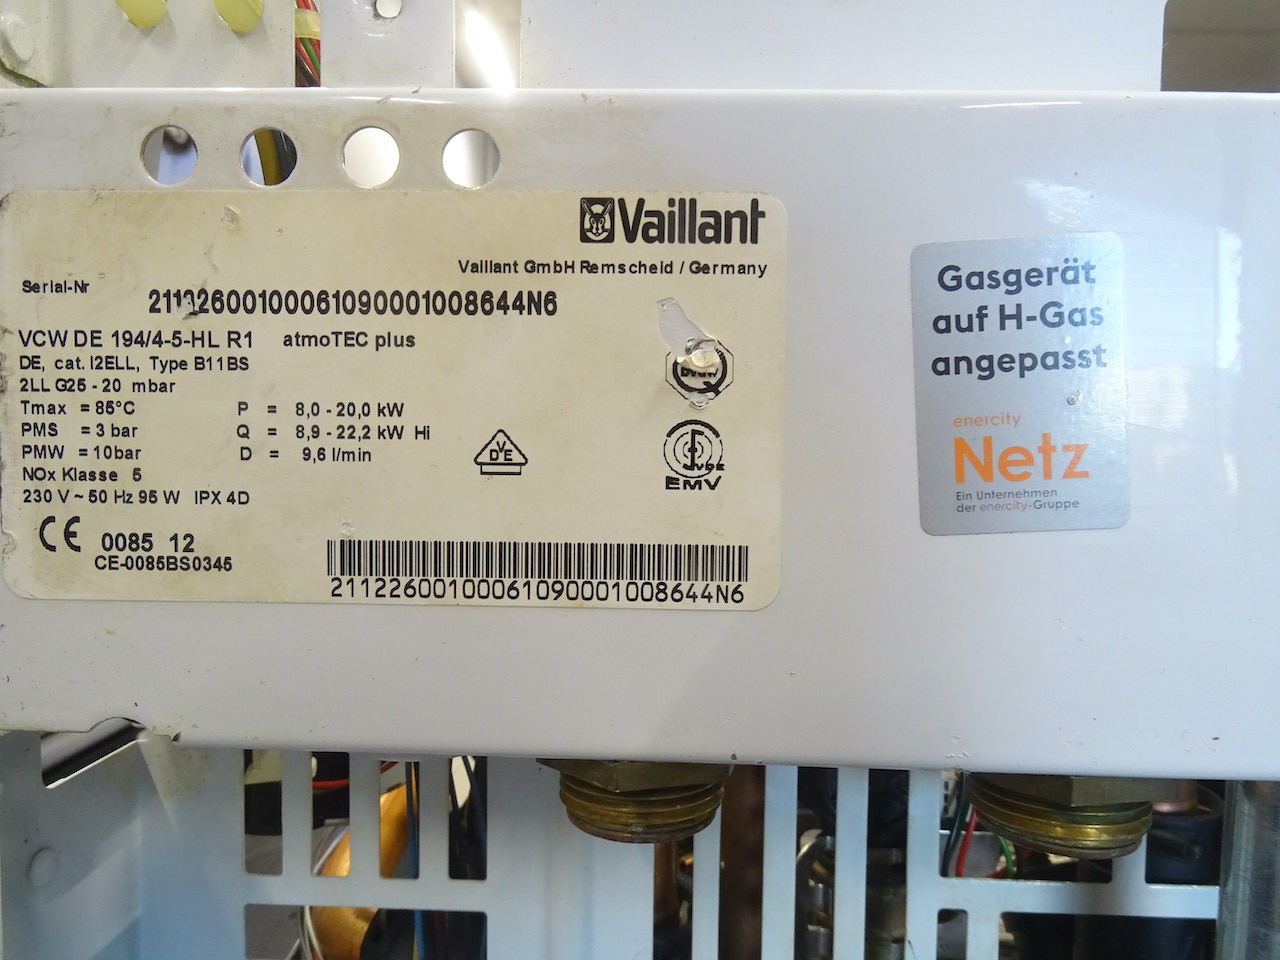 Vaillant
Vaillant GmbH Remscheid / Germany
Serial-Nr
21122600100061090001008644N6
VCW DE 194/4-5-HL R1 atmoTEC plus
DE, cat. I2ELL, Type B11BS
2LL G25 - 20 mbar
Tmax = 85°C P = 8,0 - 20,0 kW
PMS = 3 bar Q = 8,9 - 22,2 kW Hi
PMW = 10bar D = 9,6 l/min
NOx Klasse 5
230 V ~ 50 Hz 95 W IPX 4D
DVE
VDE
EMV
CE 0085 12
CE-0085BS0345
21122600100061090001008644N6
Gasgerät
auf H-Gas
angepasst
enercity
Netz
Ein Unternehmen
der enercity-Gruppe